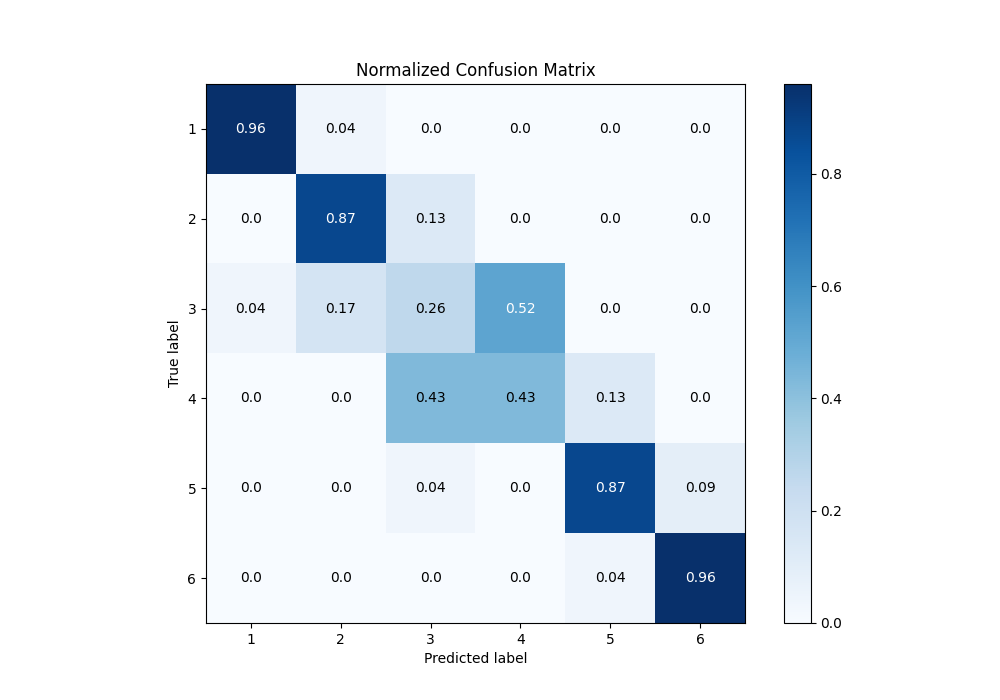 Normalized Confusion Matrix
1 0.96 0.04 0.0 0.0 0.0 0.0
2 0.0 0.87 0.13 0.0 0.0 0.0
3 0.04 0.17 0.26 0.52 0.0 0.0
4 0.0 0.0 0.43 0.43 0.13 0.0
5 0.0 0.0 0.04 0.0 0.87 0.09
6 0.0 0.0 0.0 0.0 0.04 0.96
1 2 3 4 5 6
Predicted label
True label
0.8
0.6
0.4
0.2
0.0